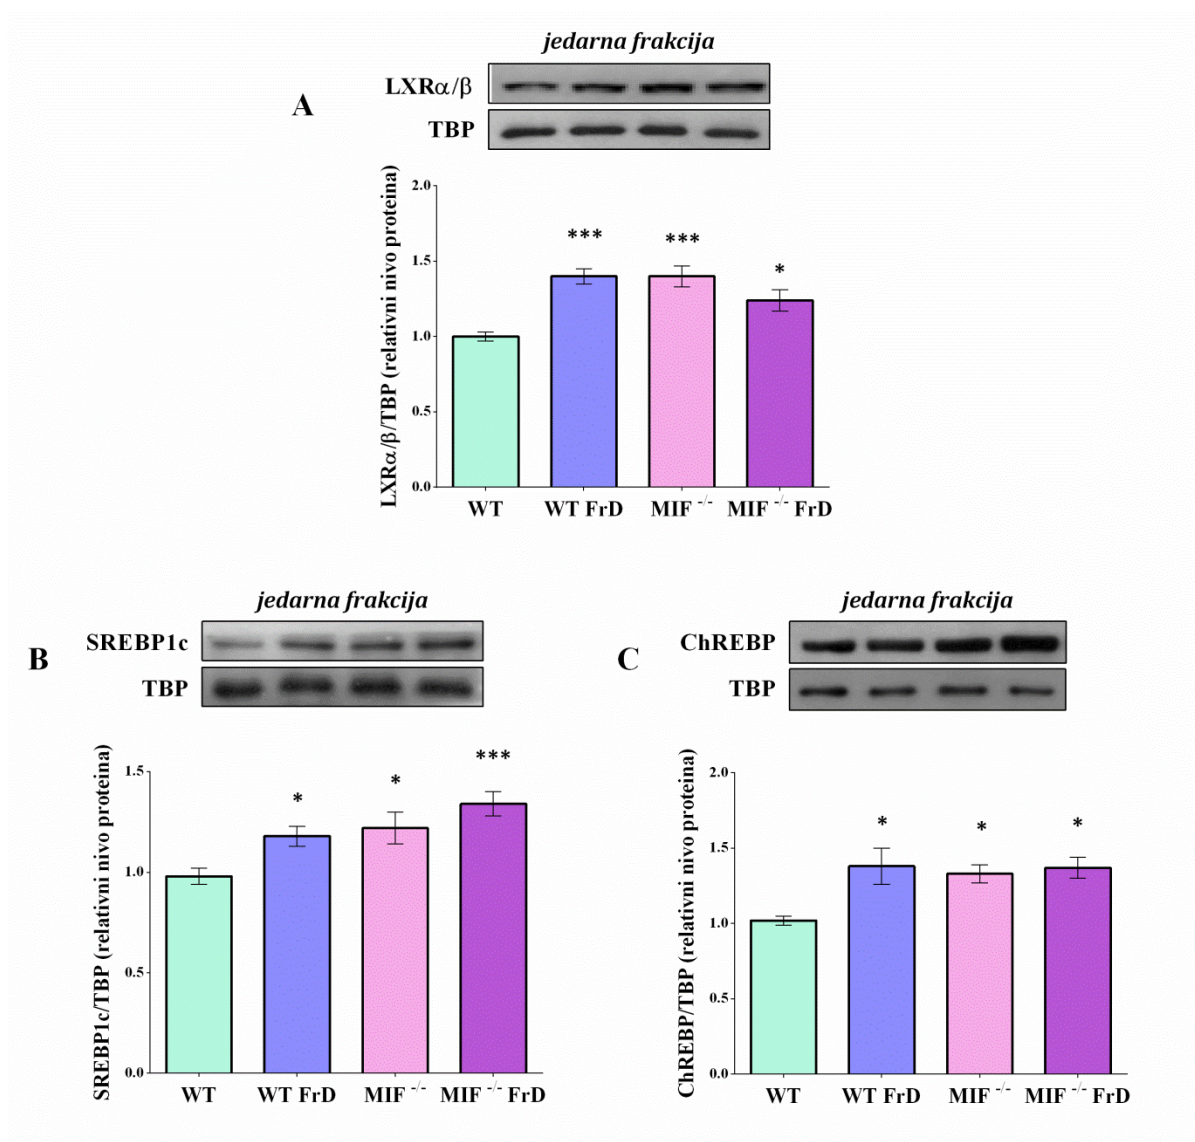 jedarna frakcija
LXRα/β
A
TBP
LXRα/β/TBP (relativni nivo proteina)
2.0
1.5
1.0
0.5
0.0
***
***
*
WT
WT FrD
MIF -/-
MIF -/- FrD
jedarna frakcija
SREBP1c
B
TBP
SREBP1c/TBP (relativni nivo proteina)
1.5
1.0
0.5
0.0
*
*
***
WT
WT FrD
MIF -/-
MIF -/- FrD
jedarna frakcija
ChREBP
C
TBP
ChREBP/TBP (relativni nivo proteina)
2.0
1.5
1.0
0.5
0.0
*
*
*
WT
WT FrD
MIF -/-
MIF -/- FrD